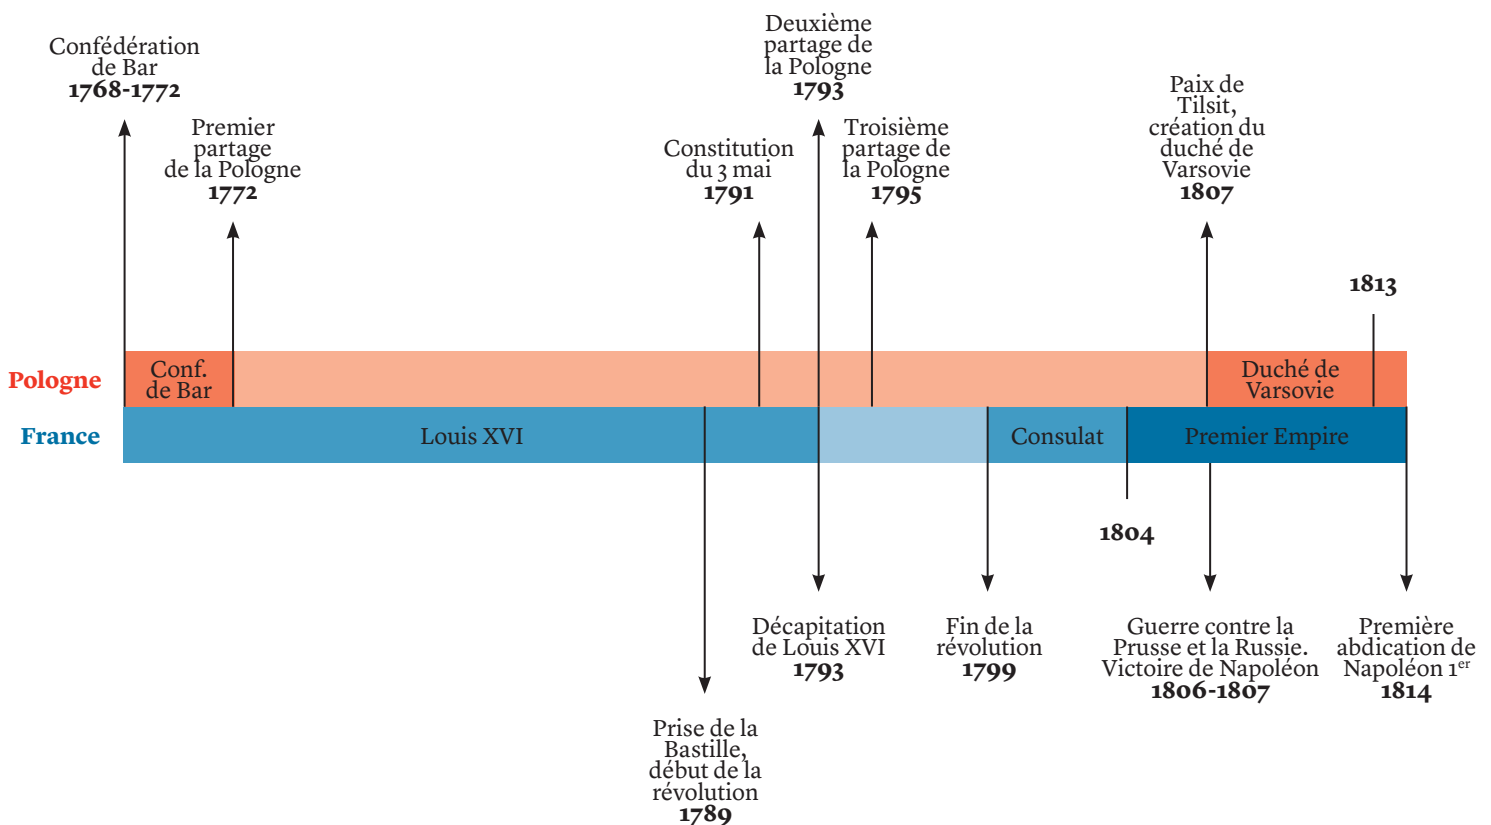 Confédération
de Bar
1768-1772
Premier
partage
de la Pologne
1772
Constitution
du 3 mai
1791
Deuxième
partage de
la Pologne
1793
Troisième
partage de
la Pologne
1795
Paix de
Tilsit,
création du
duché de
Varsovie
1807
1813
Pologne
Conf.
de Bar
Duché de
Varsovie
France
Louis XVI
Consulat
Premier Empire
1804
Prise de la
Bastille,
début de la
révolution
1789
Décapitation
de Louis XVI
1793
Fin de la
révolution
1799
Guerre contre la
Prusse et la Russie.
Victoire de Napoléon
1806-1807
Première
abdication de
Napoléon 1er
1814